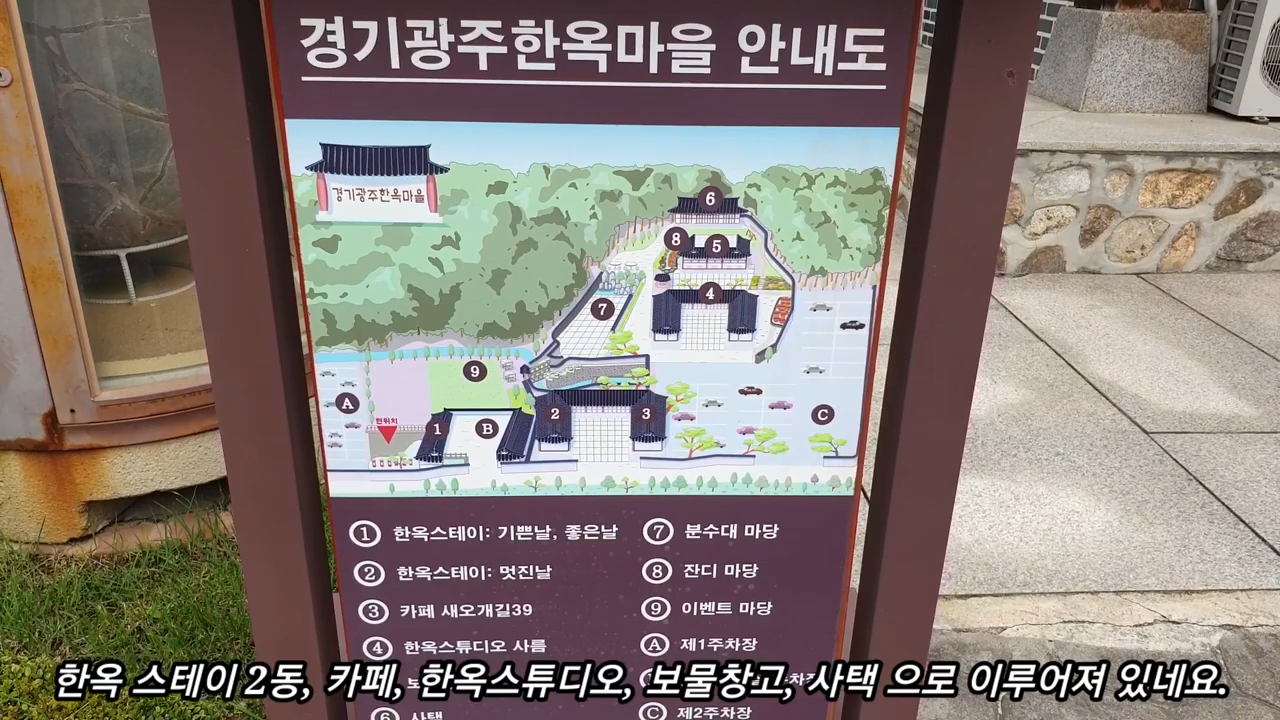 경기광주한옥마을 안내도
경기광주한옥마을
6
8 5
4
7
9
A
현위치
1 B 2 3 C
① 한옥스테이: 기쁜날, 좋은날
② 한옥스테이: 멋진날
③ 카페 새오개길39
④ 한옥스튜디오 사름
⑥ 사택
⑦ 분수대 마당
⑧ 잔디 마당
⑨ 이벤트 마당
Ⓐ 제1주차장
Ⓒ 제2주차장
한옥 스테이 2동, 카페, 한옥스튜디오, 보물창고, 사택 으로 이루어져 있네요.